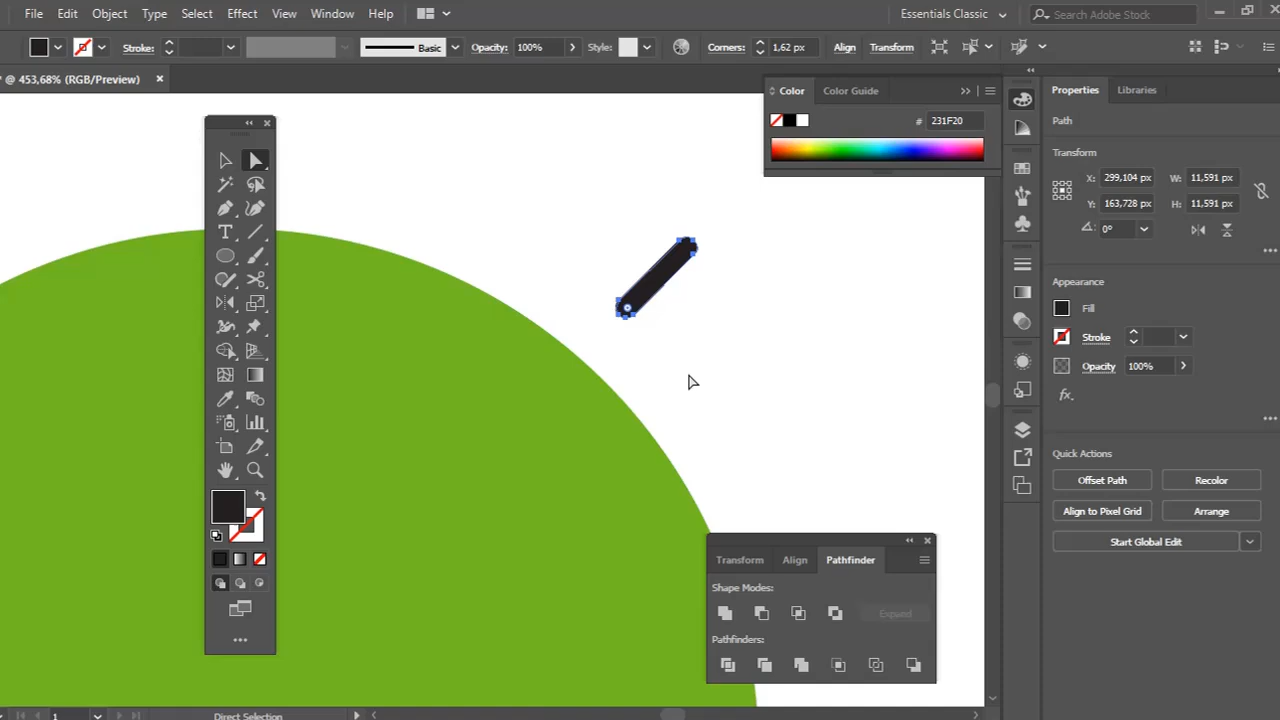 File Edit Object Type Select Effect View Window Help Essentials Classic Search Adobe Stock
Stroke: Basic Opacity: 100% Style: Corners: 1,62 px Align Transform
@ 453,68% (RGB/Preview)
Color Color Guide
# 231F20
Properties Libraries
Path
Transform
X: 299,104 px W: 11,591 px
Y: 163,728 px H: 11,591 px
0°
Appearance
Fill
Stroke
Opacity 100%
fx.
Quick Actions
Offset Path Recolor
Align to Pixel Grid Arrange
Start Global Edit
Transform Align Pathfinder
Shape Modes:
Expand
Pathfinders:
1 Direct Selection